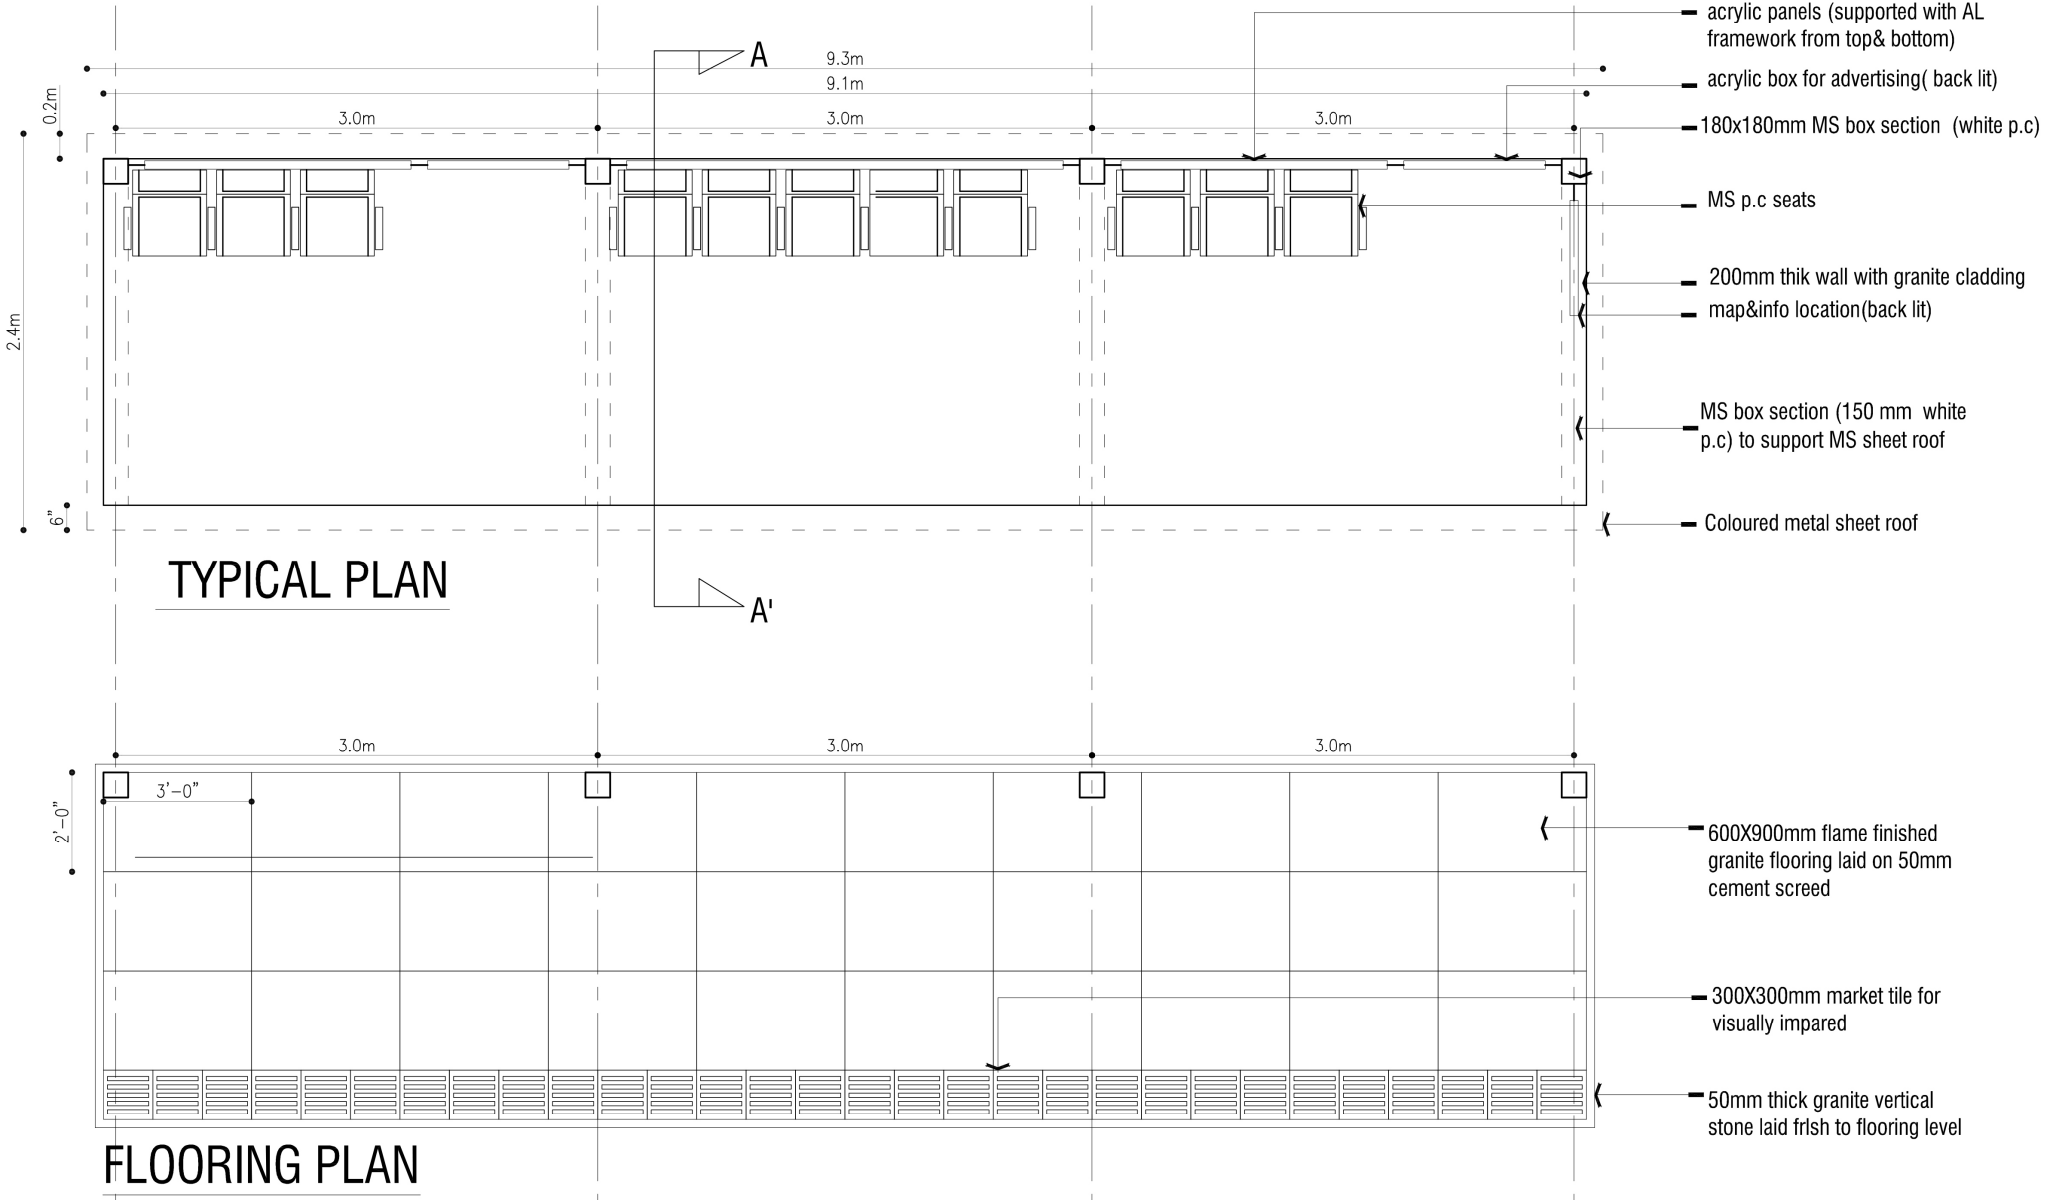 acrylic panels (supported with AL
framework from top& bottom)
A
9.3m
acrylic box for advertising( back lit)
9.1m
0.2m
3.0m
3.0m
3.0m
180x180mm MS box section (white p.c)
MS p.c seats
200mm thik wall with granite cladding
map&info location(back lit)
2.4m
MS box section (150 mm white
p.c) to support MS sheet roof
6"
Coloured metal sheet roof
TYPICAL PLAN
A'
3.0m
3.0m
3.0m
3'-0"
2'-0"
600X900mm flame finished
granite flooring laid on 50mm
cement screed
300X300mm market tile for
visually impared
50mm thick granite vertical
stone laid frlsh to flooring level
FLOORING PLAN